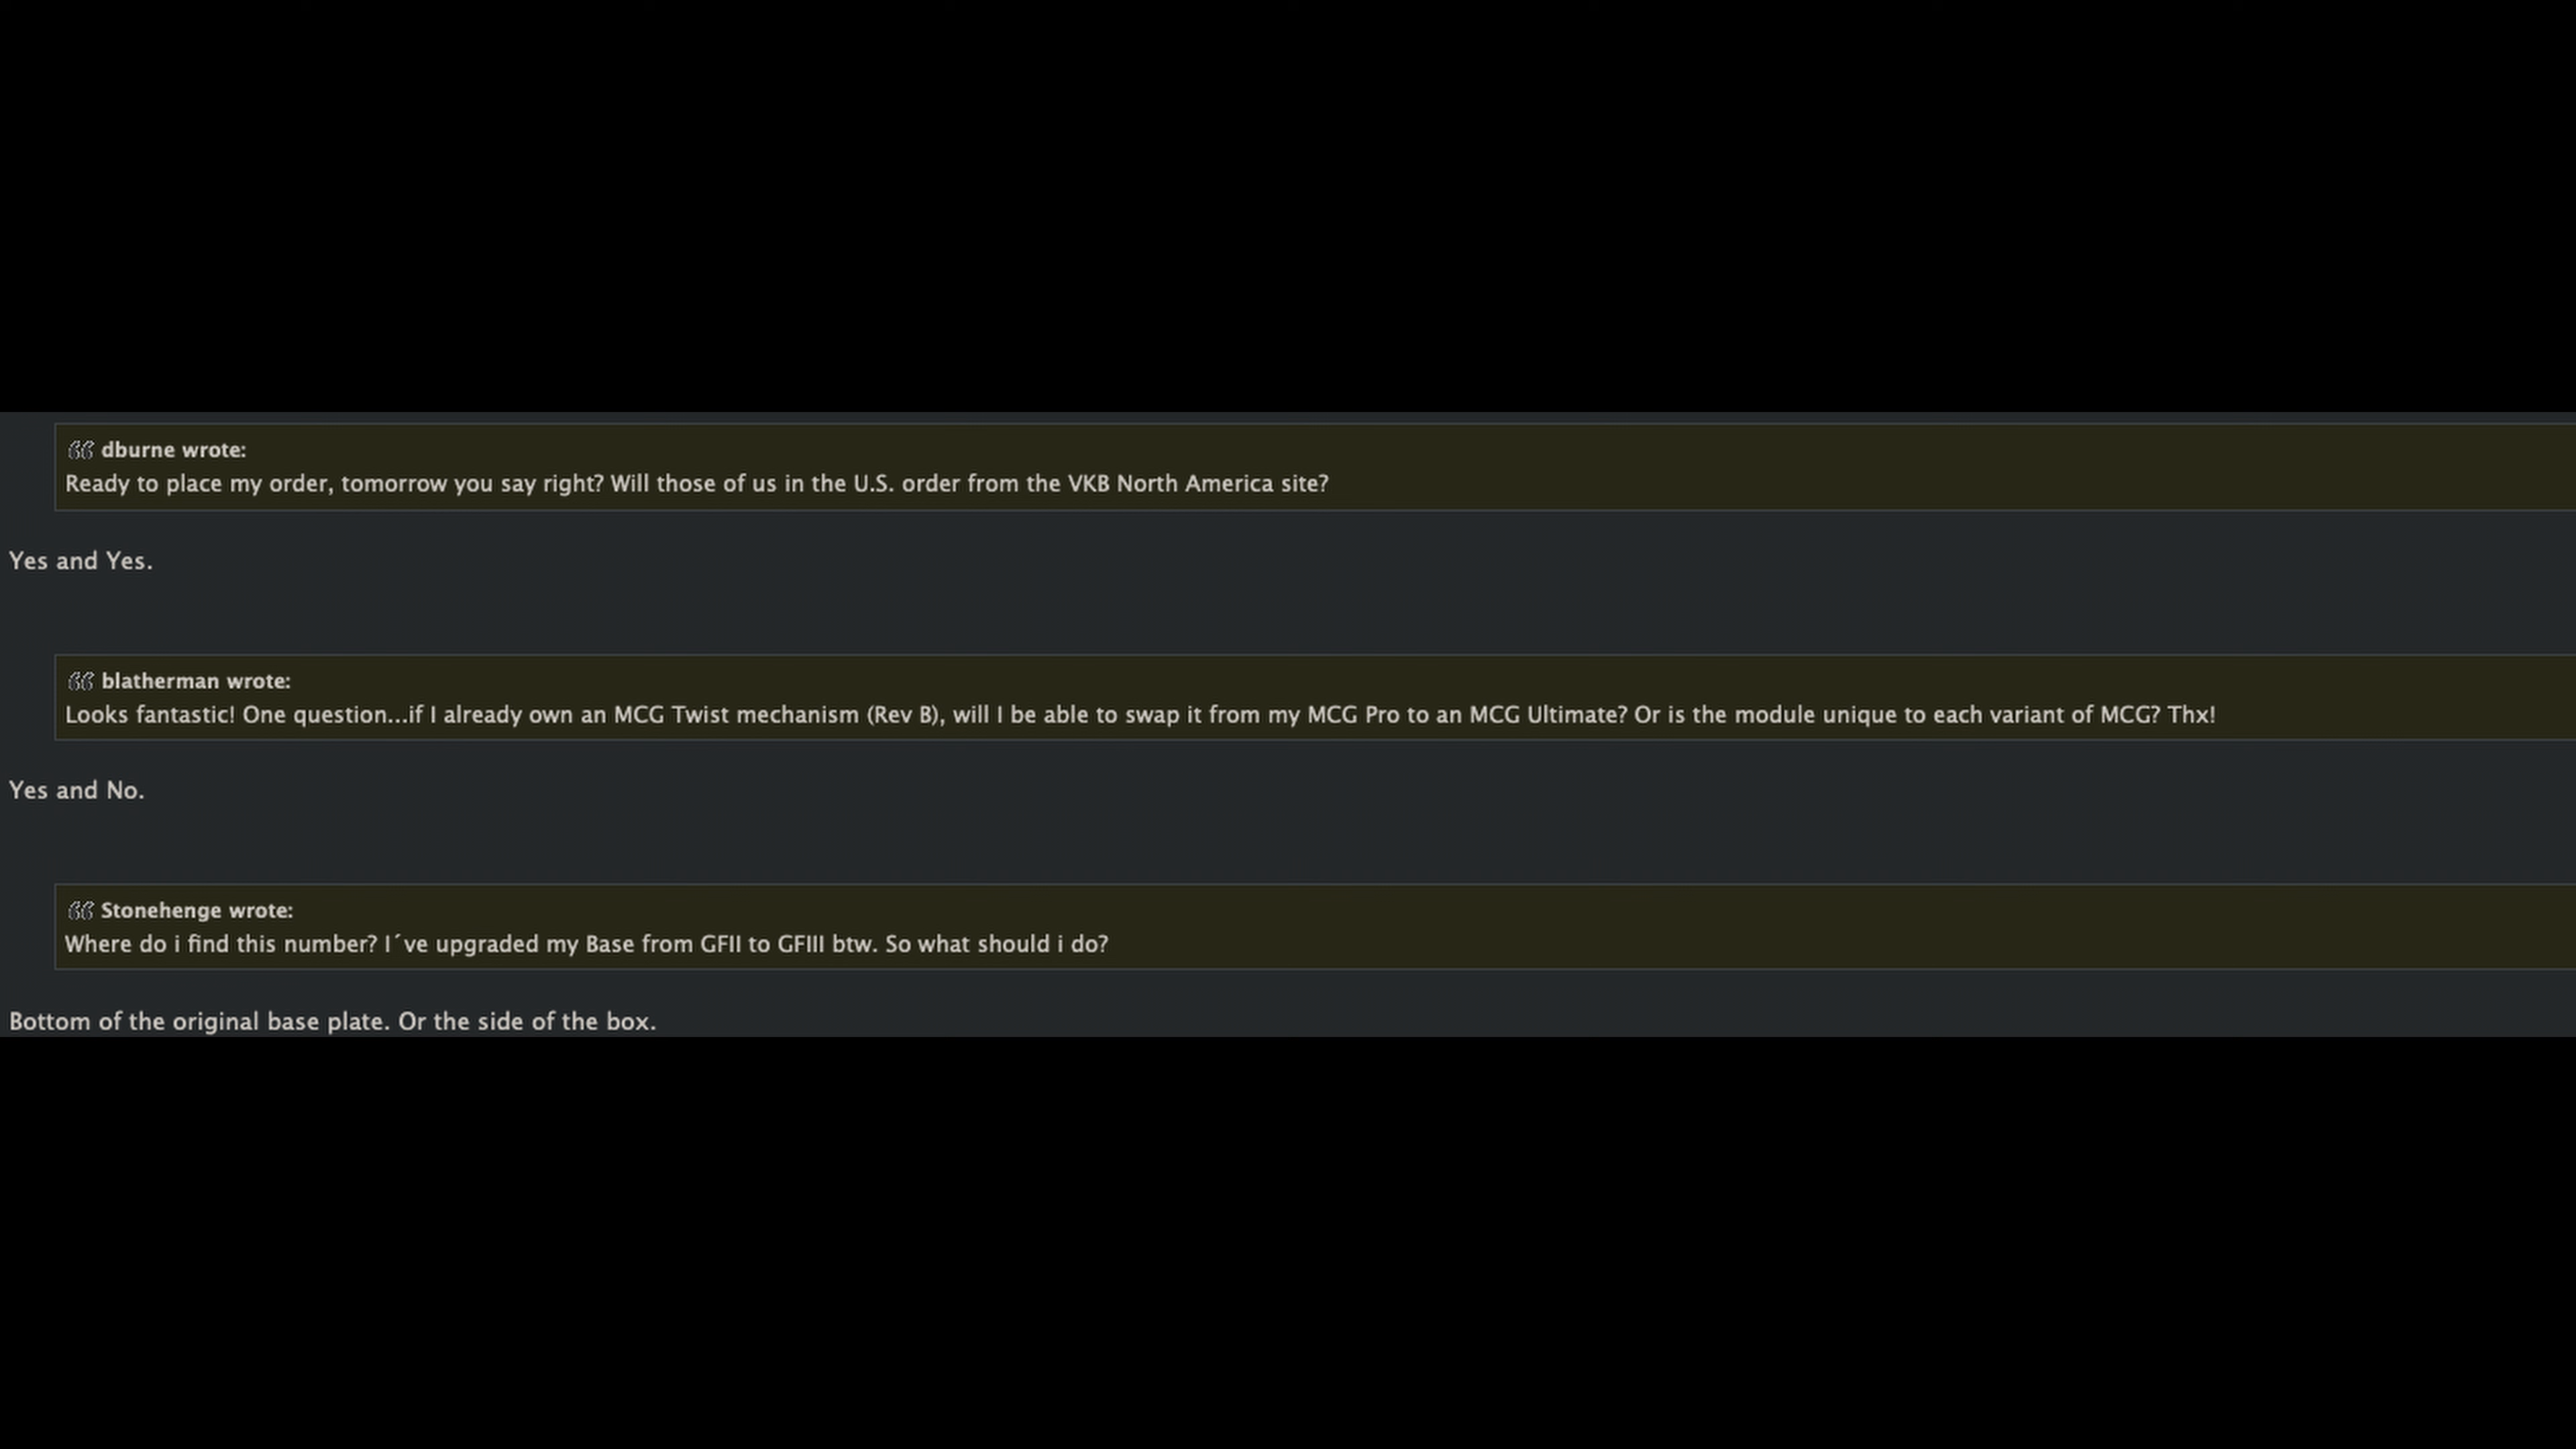 dburne wrote:
Ready to place my order, tomorrow you say right? Will those of us in the U.S. order from the VKB North America site?
Yes and Yes.
blatherman wrote:
Looks fantastic! One question...if I already own an MCG Twist mechanism (Rev B), will I be able to swap it from my MCG Pro to an MCG Ultimate? Or is the module unique to each variant of MCG? Thx!
Yes and No.
Stonehenge wrote:
Where do i find this number? I´ve upgraded my Base from GFII to GFIII btw. So what should i do?
Bottom of the original base plate. Or the side of the box.